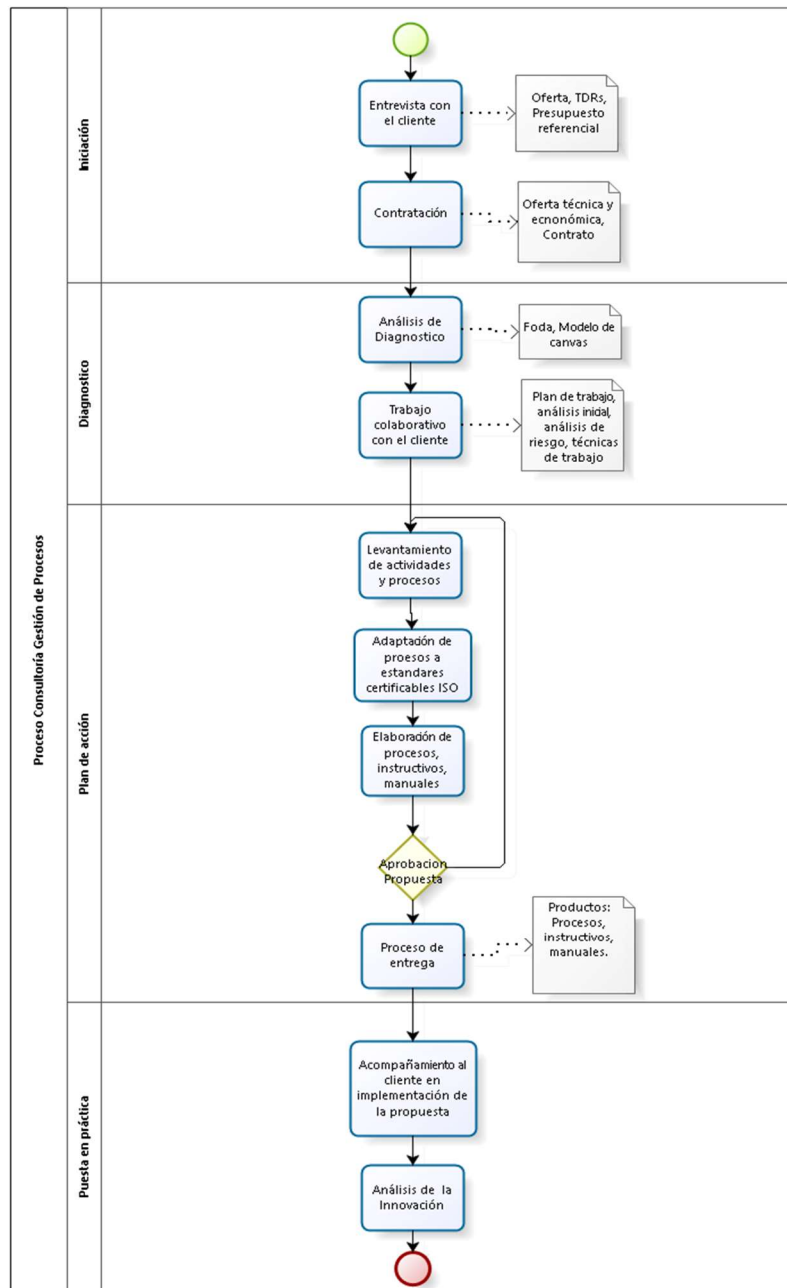 Proceso Consultoría Gestión de Procesos
Iniciación
Entrevista con
el cliente
Oferta, TDRs,
Presupuesto
referencial
Contratación
Oferta técnica y
ecnonómica,
Contrato
Diagnostico
Análisis de
Diagnostico
Foda, Modelo de
canvas
Trabajo
colaborativo
con el cliente
Plan de trabajo,
análisis inicial,
análisis de
riesgo, técnicas
de trabajo
Plan de acción
Levantamiento
de actividades
y procesos
Adaptación de
proesos a
estandares
certificables ISO
Elaboración de
procesos,
instructivos,
manuales
Aprobacion
Propuesta
Proceso de
entrega
Productos:
Procesos,
instructivos,
manuales.
Puesta en práctica
Acompañamiento al
cliente en
implementación de
la propuesta
Análisis de la
Innovación